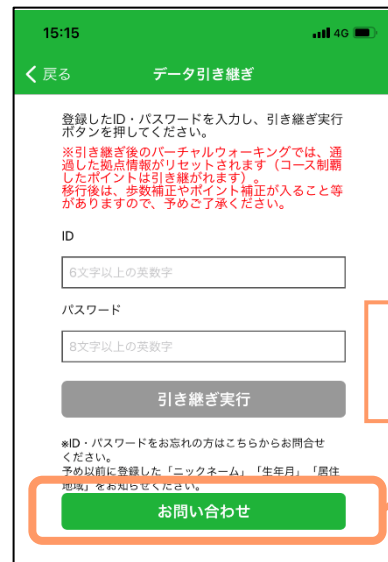 15:15
4G
戻る
データ引き継ぎ
登録したID・パスワードを入力し、引き継ぎ実行
ボタンを押してください。
※引き継ぎ後のバーチャルウォーキングでは、通
過した拠点情報がリセットされます（コース制覇
したポイントは引き継がれます）。
移行後は、歩数補正やポイント補正が入ること等
がありますので、予めご了承ください。
ID
6文字以上の英数字
パスワード
8文字以上の英数字
引き継ぎ実行
※ID・パスワードをお忘れの方はこちらからお問合せ
ください。
予め以前に登録した「ニックネーム」「生年月」「居住
地域」をお知らせください。
お問い合わせ